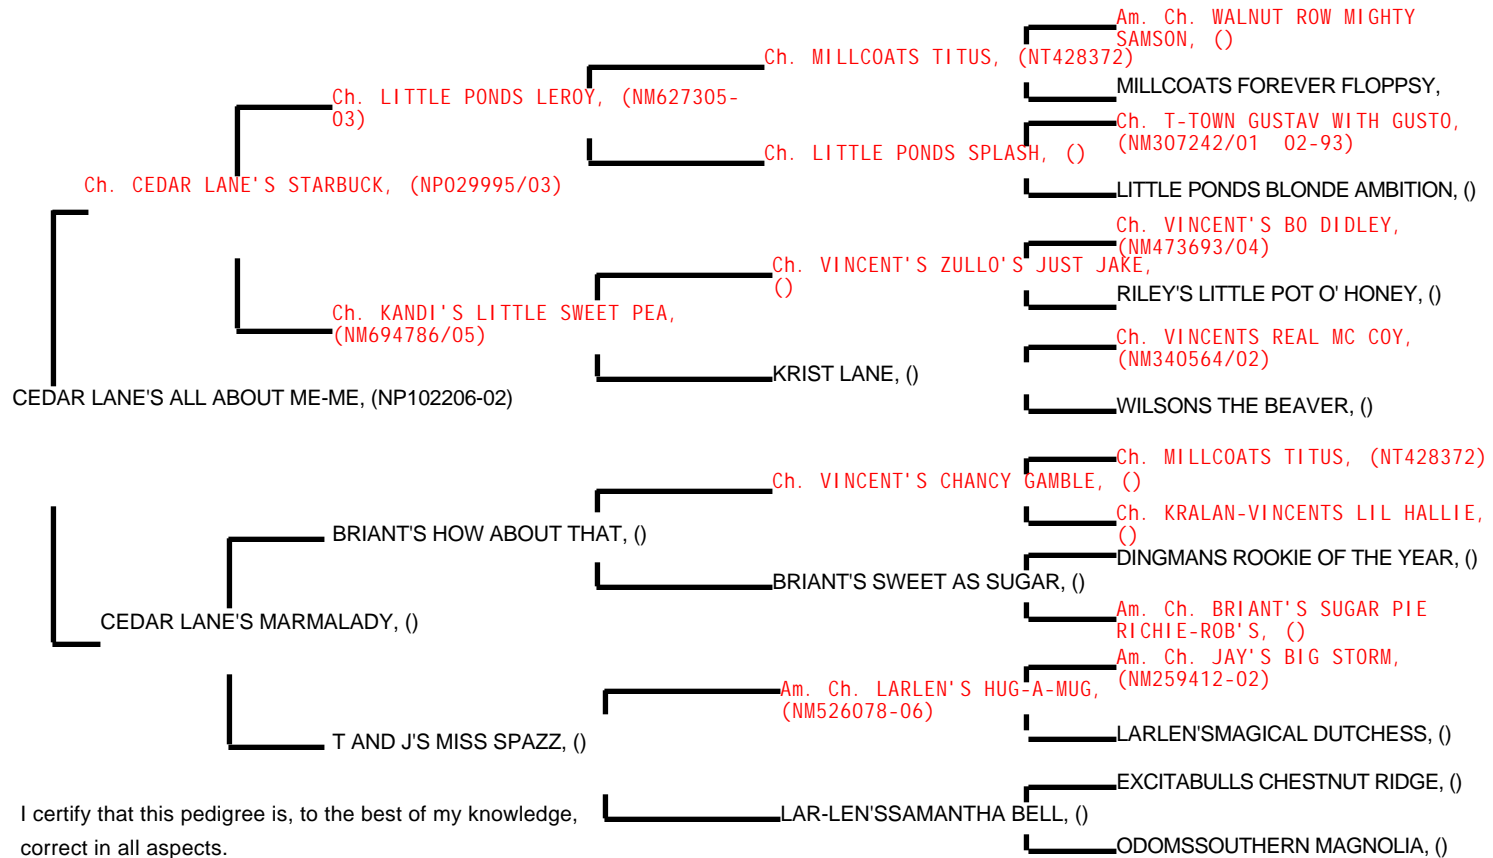 Am. Ch. WALNUT ROW MIGHTY
SAMSON, ()
Ch. MILLCOATS TITUS, (NT428372)
MILLCOATS FOREVER FLOPPSY,
Ch. LITTLE PONDS LEROY, (NM627305-
03)
Ch. T-TOWN GUSTAV WITH GUSTO,
(NM307242/01  02-93)
Ch. LITTLE PONDS SPLASH, ()
Ch. CEDAR LANE'S STARBUCK, (NP029995/03)
LITTLE PONDS BLONDE AMBITION, ()
Ch. VINCENT'S BO DIDLEY,
(NM473693/04)
Ch. VINCENT'S ZULLO'S JUST JAKE,
()
RILEY'S LITTLE POT O' HONEY, ()
Ch. KANDI'S LITTLE SWEET PEA,
(NM694786/05)
Ch. VINCENTS REAL MC COY,
(NM340564/02)
KRIST LANE, ()
CEDAR LANE'S ALL ABOUT ME-ME, (NP102206-02)
WILSONS THE BEAVER, ()
Ch. MILLCOATS TITUS, (NT428372)
Ch. VINCENT'S CHANCY GAMBLE, ()
Ch. KRALAN-VINCENTS LIL HALLIE,
()
BRIANT'S HOW ABOUT THAT, ()
DINGMANS ROOKIE OF THE YEAR, ()
BRIANT'S SWEET AS SUGAR, ()
Am. Ch. BRIANT'S SUGAR PIE
RICHIE-ROB'S, ()
CEDAR LANE'S MARMALADY, ()
Am. Ch. JAY'S BIG STORM,
(NM259412-02)
Am. Ch. LARLEN'S HUG-A-MUG,
(NM526078-06)
LARLEN'SMAGICAL DUTCHESS, ()
T AND J'S MISS SPAZZ, ()
EXCITABULLS CHESTNUT RIDGE, ()
LAR-LEN'SSAMANTHA BELL, ()
ODOMSSOUTHERN MAGNOLIA, ()
I certify that this pedigree is, to the best of my knowledge,
correct in all aspects.